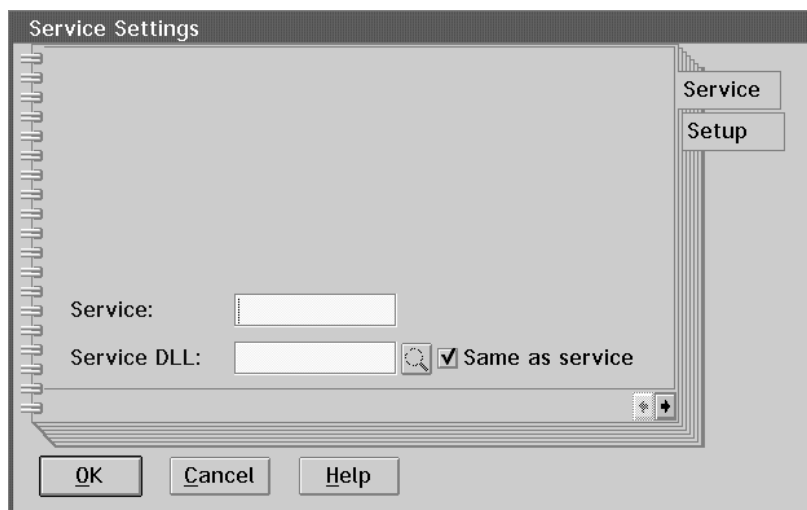 Service Settings
Service
Setup
Service:
Service DLL:
Same as service
OK
Cancel
Help